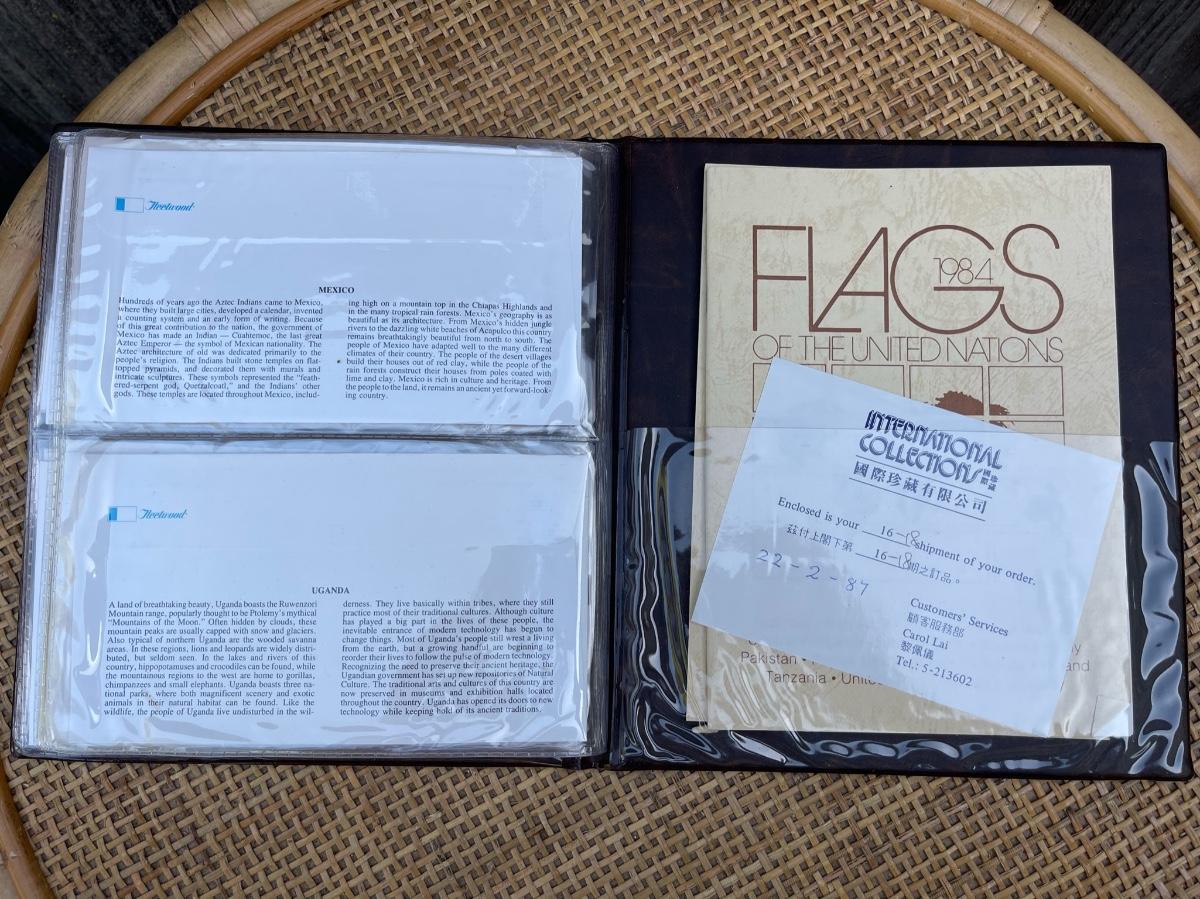 Fleetwood
MEXICO
Hundreds of years ago the Aztec Indians came to Mexico,
where they built large cities, developed a calendar, invented
a counting system and an early form of writing. Because
of this great contribution to the nation, the government of
Mexico has made an Indian — Cuahtemoc, the last great
Aztec Emperor — the symbol of Mexican nationality. The
Aztec architecture of old was dedicated primarily to the
people's religion. The Indians built stone temples on flat-
topped pyramids, and decorated them with murals and
intricate sculptures. These symbols represented the "feath-
ered-serpent god, Quetzalcoatl," and the Indians' other
gods. These temples are located throughout Mexico, includ-
ing high on a mountain top in the Chiapas Highlands and
in the many tropical rain forests. Mexico's geography is as
beautiful as its architecture. From Mexico's hidden jungle
rivers to the dazzling white beaches of Acapulco this country
remains breathtakingly beautiful from north to south. The
people of Mexico have adapted well to the many different
climates of their country. The people of the desert villages
build their houses out of red clay, while the people of the
rain forests construct their houses from poles coated with
lime and clay. Mexico is rich in culture and heritage. From
the people to the land, it remains an ancient yet forward-look-
ing country.
Fleetwood
UGANDA
A land of breathtaking beauty, Uganda boasts the Ruwenzori
Mountain range, popularly thought to be Ptolemy's mythical
"Mountains of the Moon." Often hidden by clouds, these
mountain peaks are usually capped with snow and glaciers.
Also typical of northern Uganda are the wooded savanna
areas. In these regions, lions and leopards are widely distri-
buted, but seldom seen. In the lakes and rivers of this
country, hippopotamuses and crocodiles can be found, while
the mountainous regions to the west are home to gorillas,
chimpanzees and small elephants. Uganda boasts three na-
tional parks, where both magnificent scenery and exotic
animals in their natural habitat can be found. Like the
wildlife, the people of Uganda live undisturbed in the wil-
derness. They live basically within tribes, where they still
practice most of their traditional cultures. Although culture
has played a big part in the lives of these people, the
inevitable entrance of modern technology has begun to
change things. Most of Uganda's people still wrest a living
from the earth, but a growing handful are beginning to
reorder their lives to follow the pulse of modern technology.
Recognizing the need to preserve their ancient heritage, the
Ugandian government has set up new repositories of Natural
Culture. The traditional arts and cultures of this country are
now preserved in museums and exhibition halls located
throughout the country. Uganda has opened its doors to new
technology while keeping hold of its ancient traditions.
FLAGS
1984
OF THE UNITED NATIONS
INTERNATIONAL
COLLECTIONS
國際珍藏有限公司
Enclosed is your 16-18 shipment of your order.
茲付上閣下第 16-18 期之訂品。
22-2-87
Customers' Services
顧客服務部
Carol Lai
黎佩儀
Tel.: 5-213602
Pakistan •
Tanzania •